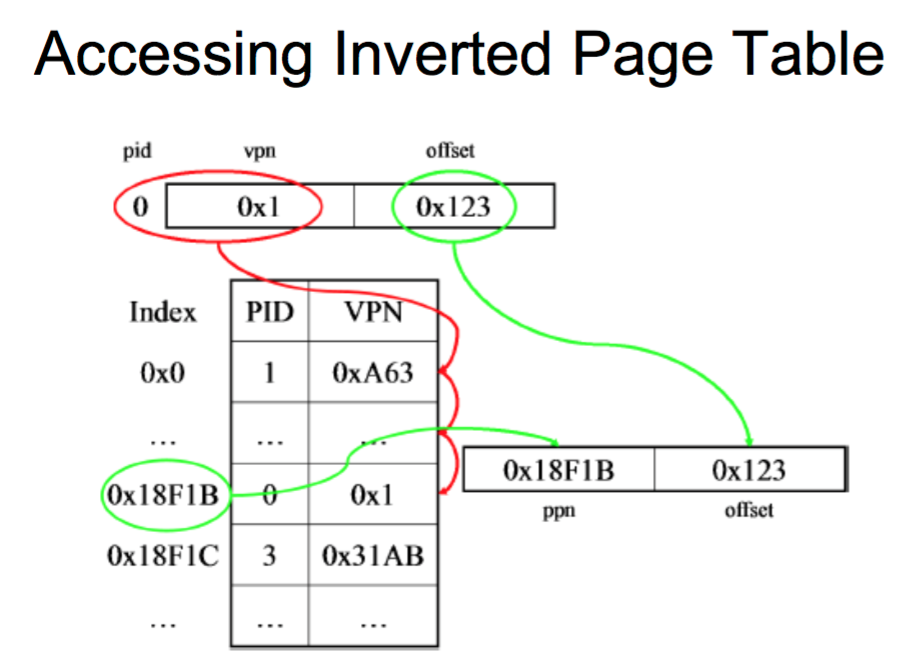 Accessing Inverted Page Table
pid vpn offset
0 0x1 0x123
Index PID VPN
0x0 1 0xA63
... ... ...
0x18F1B 0 0x1
0x18F1B 0x123
ppn offset
0x18F1C 3 0x31AB
... ... ...